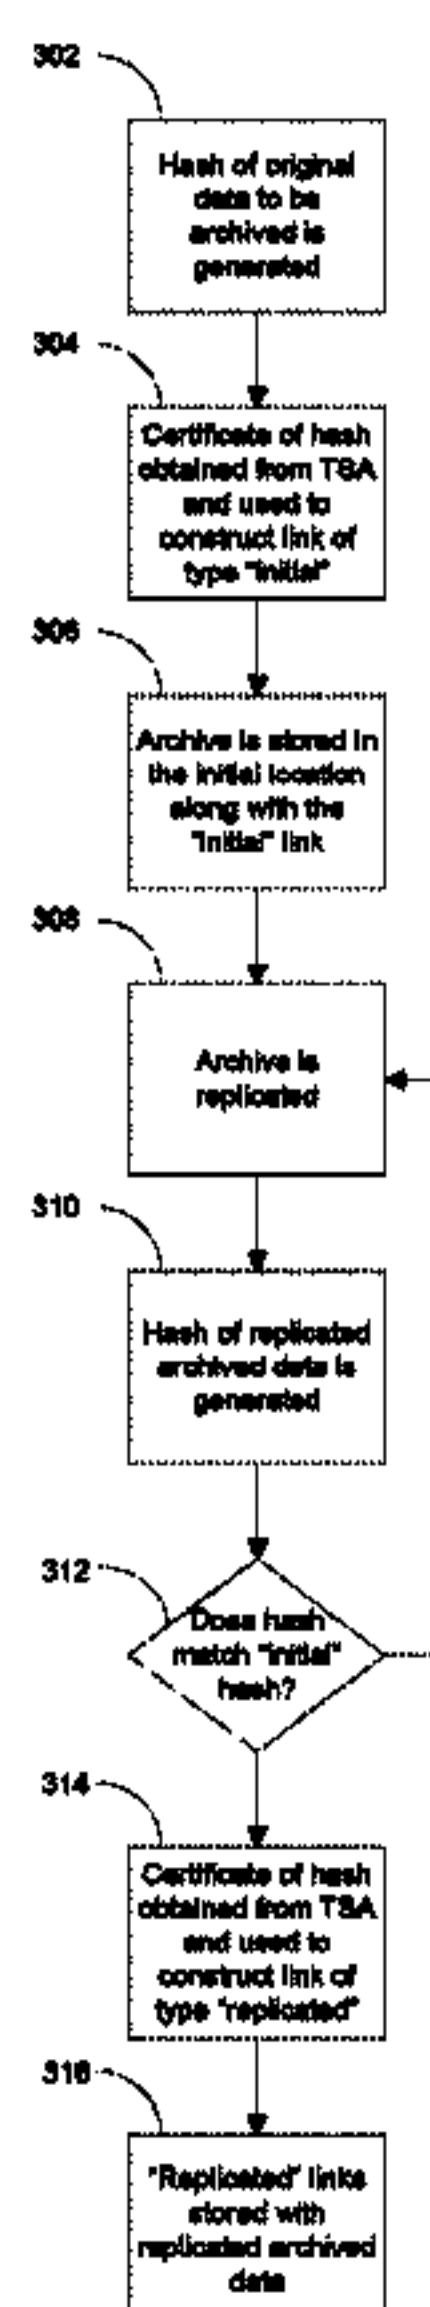 302
Hash of original
data to be
archived is
generated
304
Certificate of hash
obtained from TSA
and used to
construct link of
type "initial"
306
Archive is stored in
the initial location
along with the
"initial" link
308
Archive is
replicated
310
Hash of replicated
archived data is
generated
312
Does hash
match "initial"
hash?
314
Certificate of hash
obtained from TSA
and used to
construct link of
type "replicated"
316
"Replicated" links
stored with
replicated archived
data